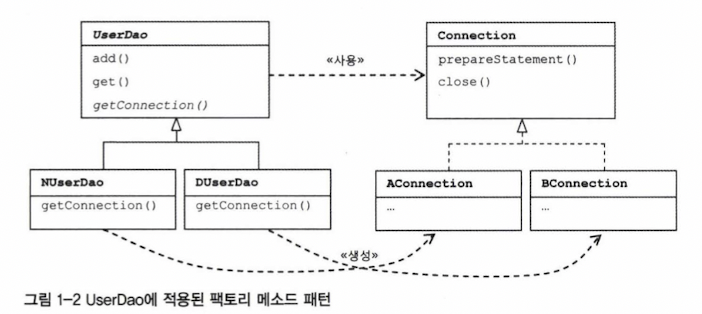 UserDao
add()
get()
getConnection()
«사용»
Connection
prepareStatement()
close()
NUserDao
getConnection()
DUserDao
getConnection()
AConnection
...
BConnection
...
«생성»
그림 1-2 UserDao에 적용된 팩토리 메소드 패턴